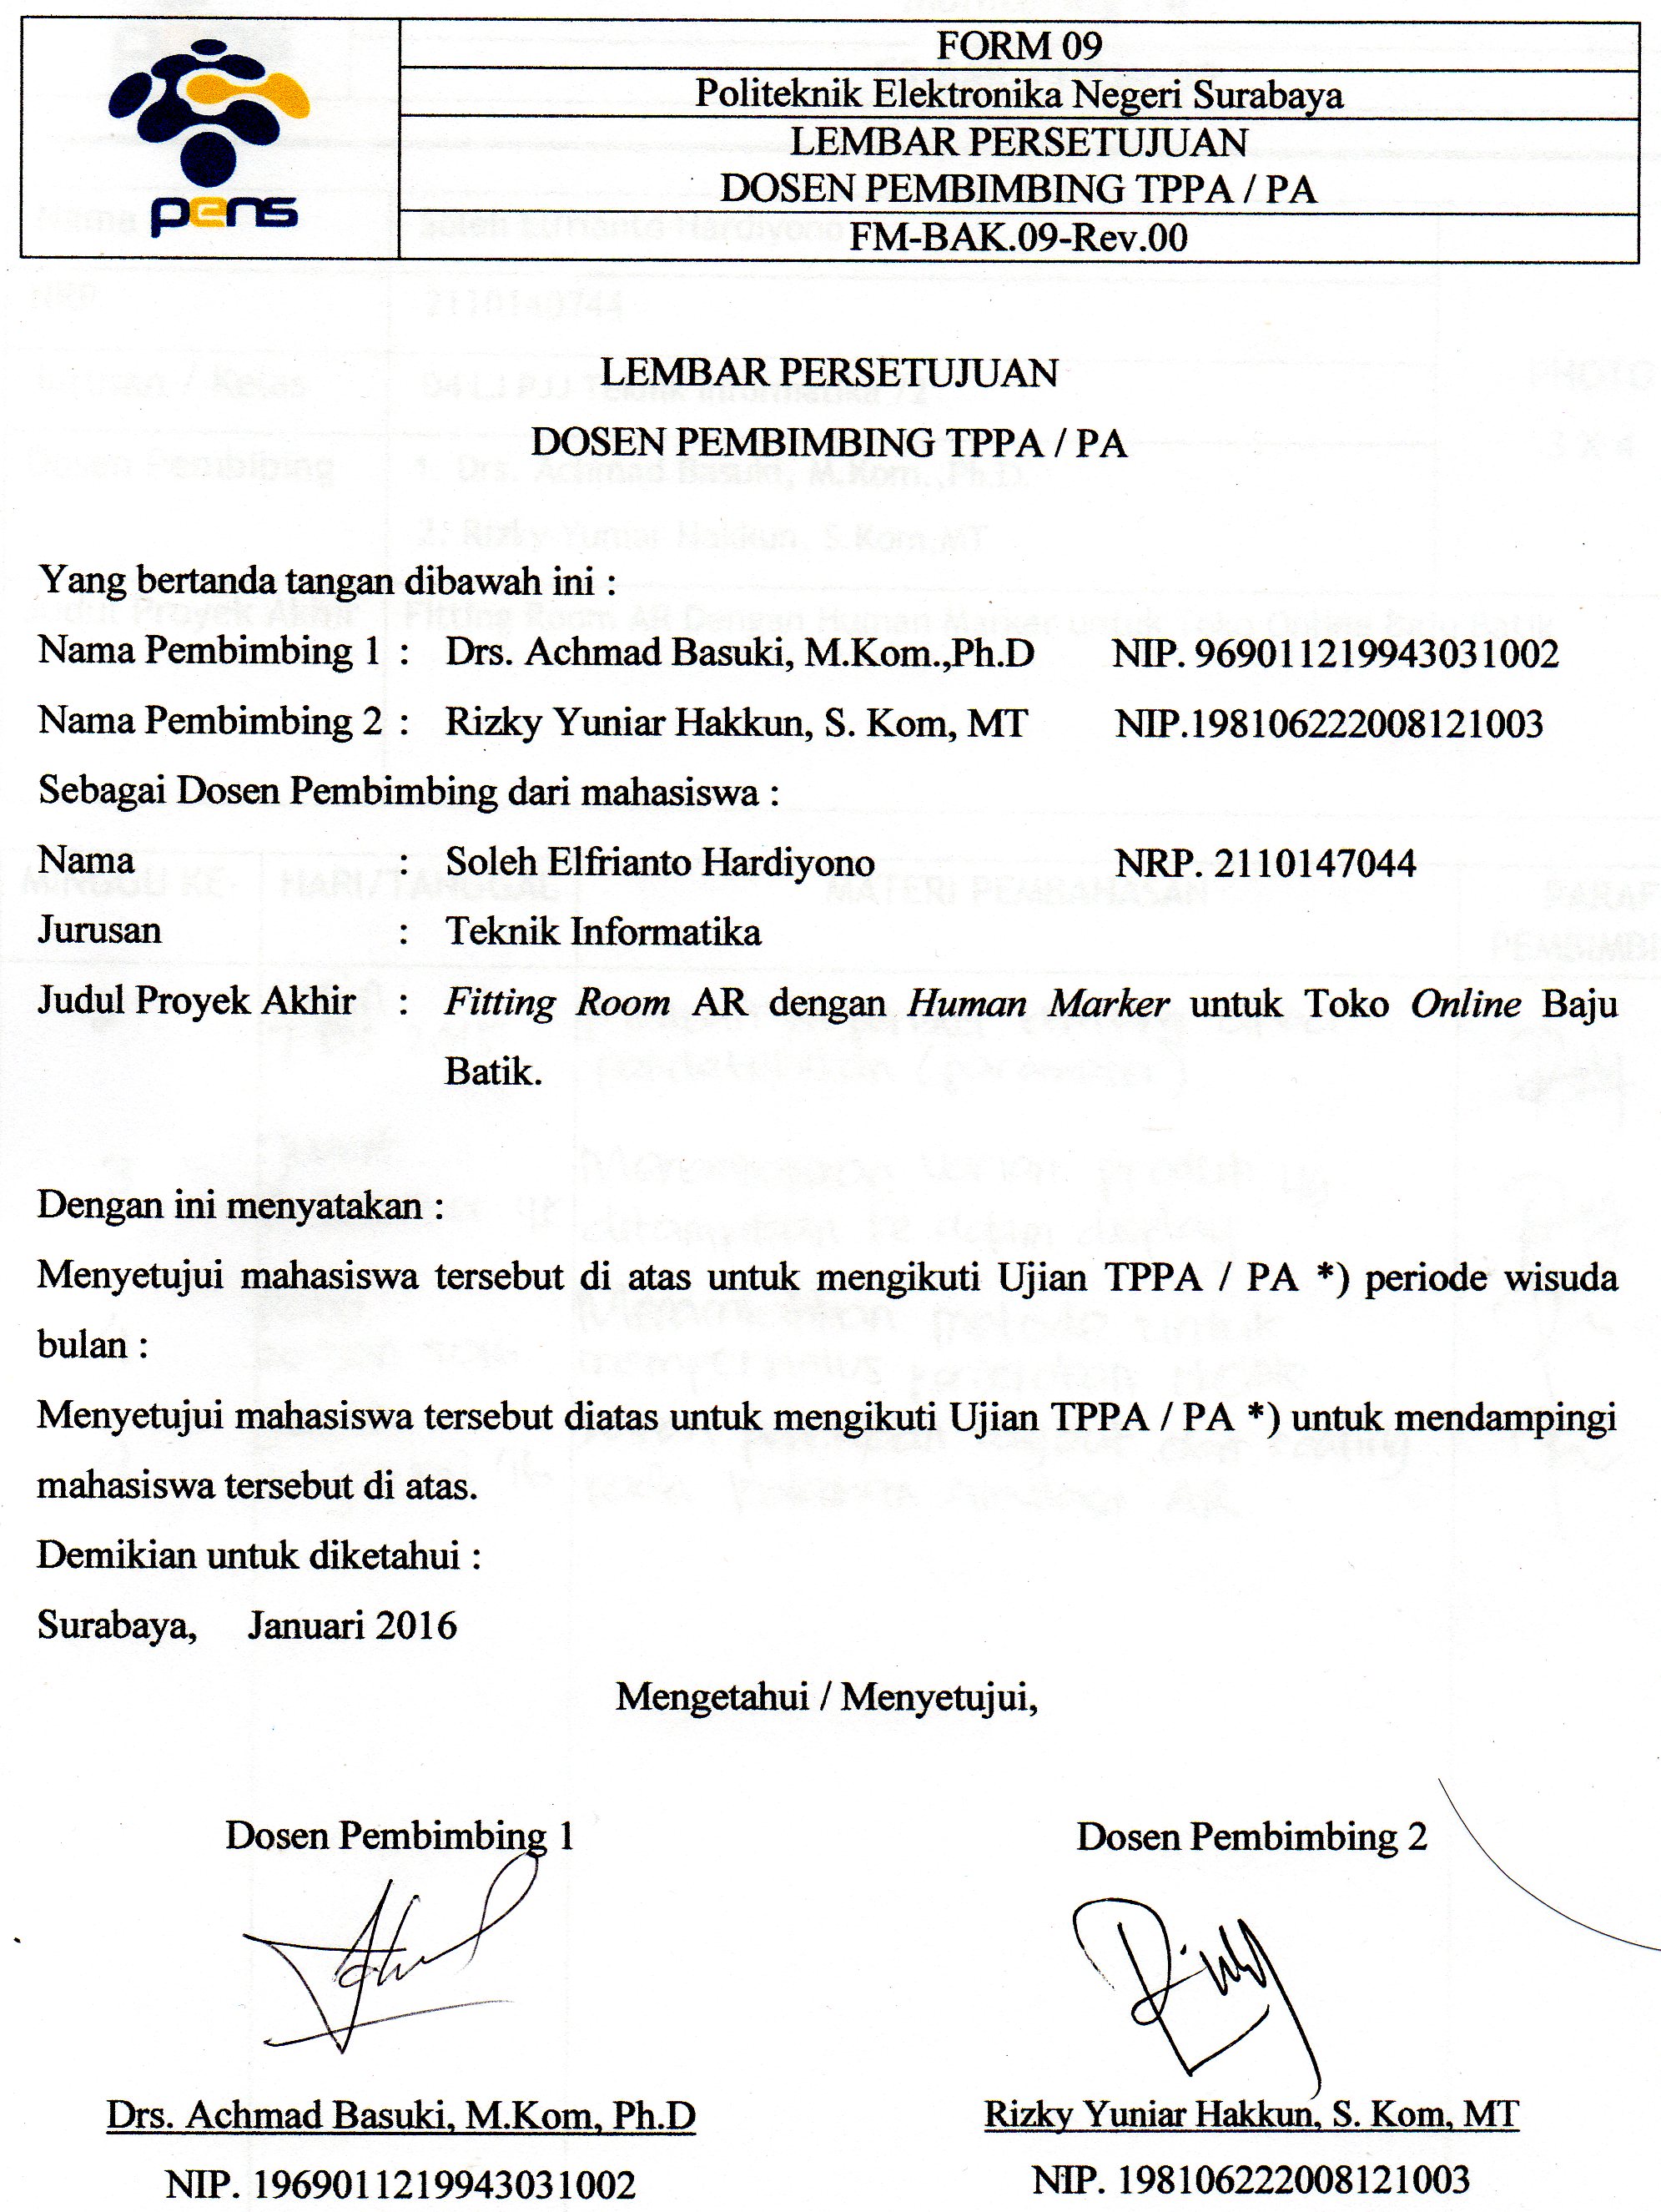 pens
FORM 09
Politeknik Elektronika Negeri Surabaya
LEMBAR PERSETUJUAN
DOSEN PEMBIMBING TPPA / PA
FM-BAK.09-Rev.00
LEMBAR PERSETUJUAN
DOSEN PEMBIMBING TPPA / PA
Yang bertanda tangan dibawah ini :
Nama Pembimbing 1 : Drs. Achmad Basuki, M.Kom.,Ph.D NIP. 969011219943031002
Nama Pembimbing 2 : Rizky Yuniar Hakkun, S. Kom, MT NIP.198106222008121003
Sebagai Dosen Pembimbing dari mahasiswa :
Nama : Soleh Elfrianto Hardiyono NRP. 2110147044
Jurusan : Teknik Informatika
Judul Proyek Akhir : Fitting Room AR dengan Human Marker untuk Toko Online Baju
Batik.
Dengan ini menyatakan :
Menyetujui mahasiswa tersebut di atas untuk mengikuti Ujian TPPA / PA *) periode wisuda
bulan :
Menyetujui mahasiswa tersebut diatas untuk mengikuti Ujian TPPA / PA *) untuk mendampingi
mahasiswa tersebut di atas.
Demikian untuk diketahui :
Surabaya, Januari 2016
Mengetahui / Menyetujui,
Dosen Pembimbing 1 Dosen Pembimbing 2
Drs. Achmad Basuki, M.Kom, Ph.D Rizky Yuniar Hakkun, S. Kom, MT
NIP. 196901121994​3031002 NIP. 198106222008121003